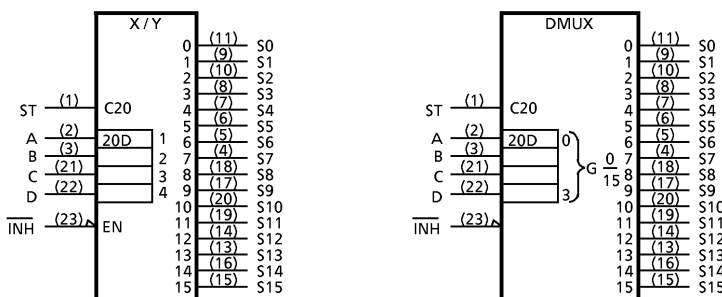 X / Y
0 (11) S0
1 (9) S1
2 (10) S2
3 (8) S3
ST (1) C20 4 (7) S4
5 (6) S5
A (2) 20D 1 6 (5) S6
B (3) 2 7 (4) S7
C (21) 3 8 (18) S8
D (22) 4 9 (17) S9
10 (20) S10
INH (23) EN 11 (19) S11
12 (14) S12
13 (13) S13
14 (16) S14
15 (15) S15
DMUX
0 (11) S0
1 (9) S1
2 (10) S2
3 (8) S3
ST (1) C20 4 (7) S4
5 (6) S5
A (2) 20D 0 6 (5) S6
B (3) 7 (4) S7
C (21) G 0/15 8 (18) S8
D (22) 3 9 (17) S9
10 (20) S10
INH (23) 11 (19) S11
12 (14) S12
13 (13) S13
14 (16) S14
15 (15) S15